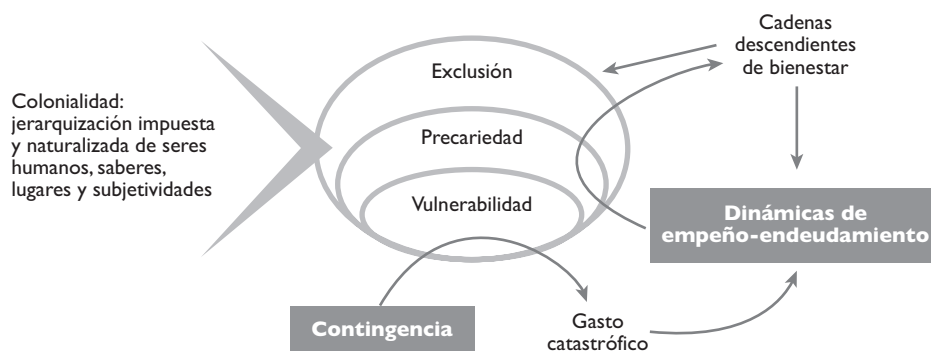 Colonialidad:
jerarquización impuesta
y naturalizada de seres
humanos, saberes,
lugares y subjetividades
Exclusión
Precariedad
Vulnerabilidad
Cadenas
descendientes
de bienestar
Dinámicas de
empeño-endeudamiento
Contingencia
Gasto
catastrófico